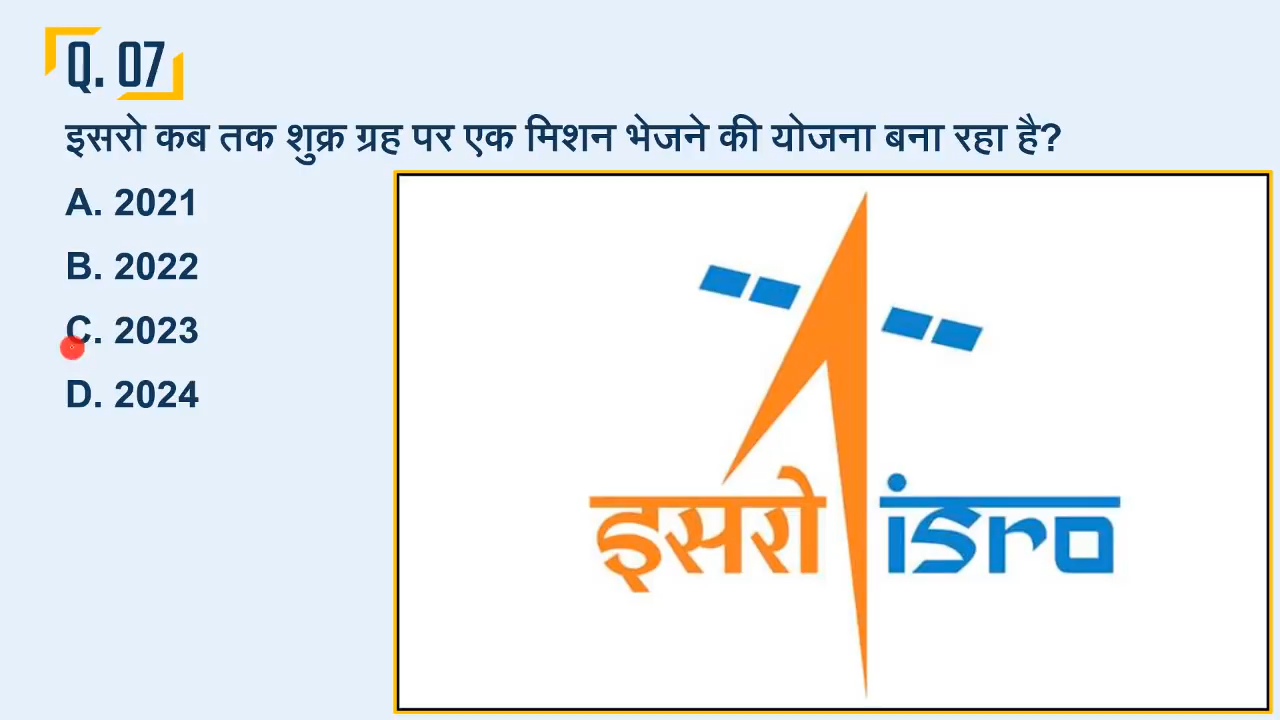 Q. 07
इसरो कब तक शुक्र ग्रह पर एक मिशन भेजने की योजना बना रहा है?
A. 2021
B. 2022
C. 2023
D. 2024
इसरो isro